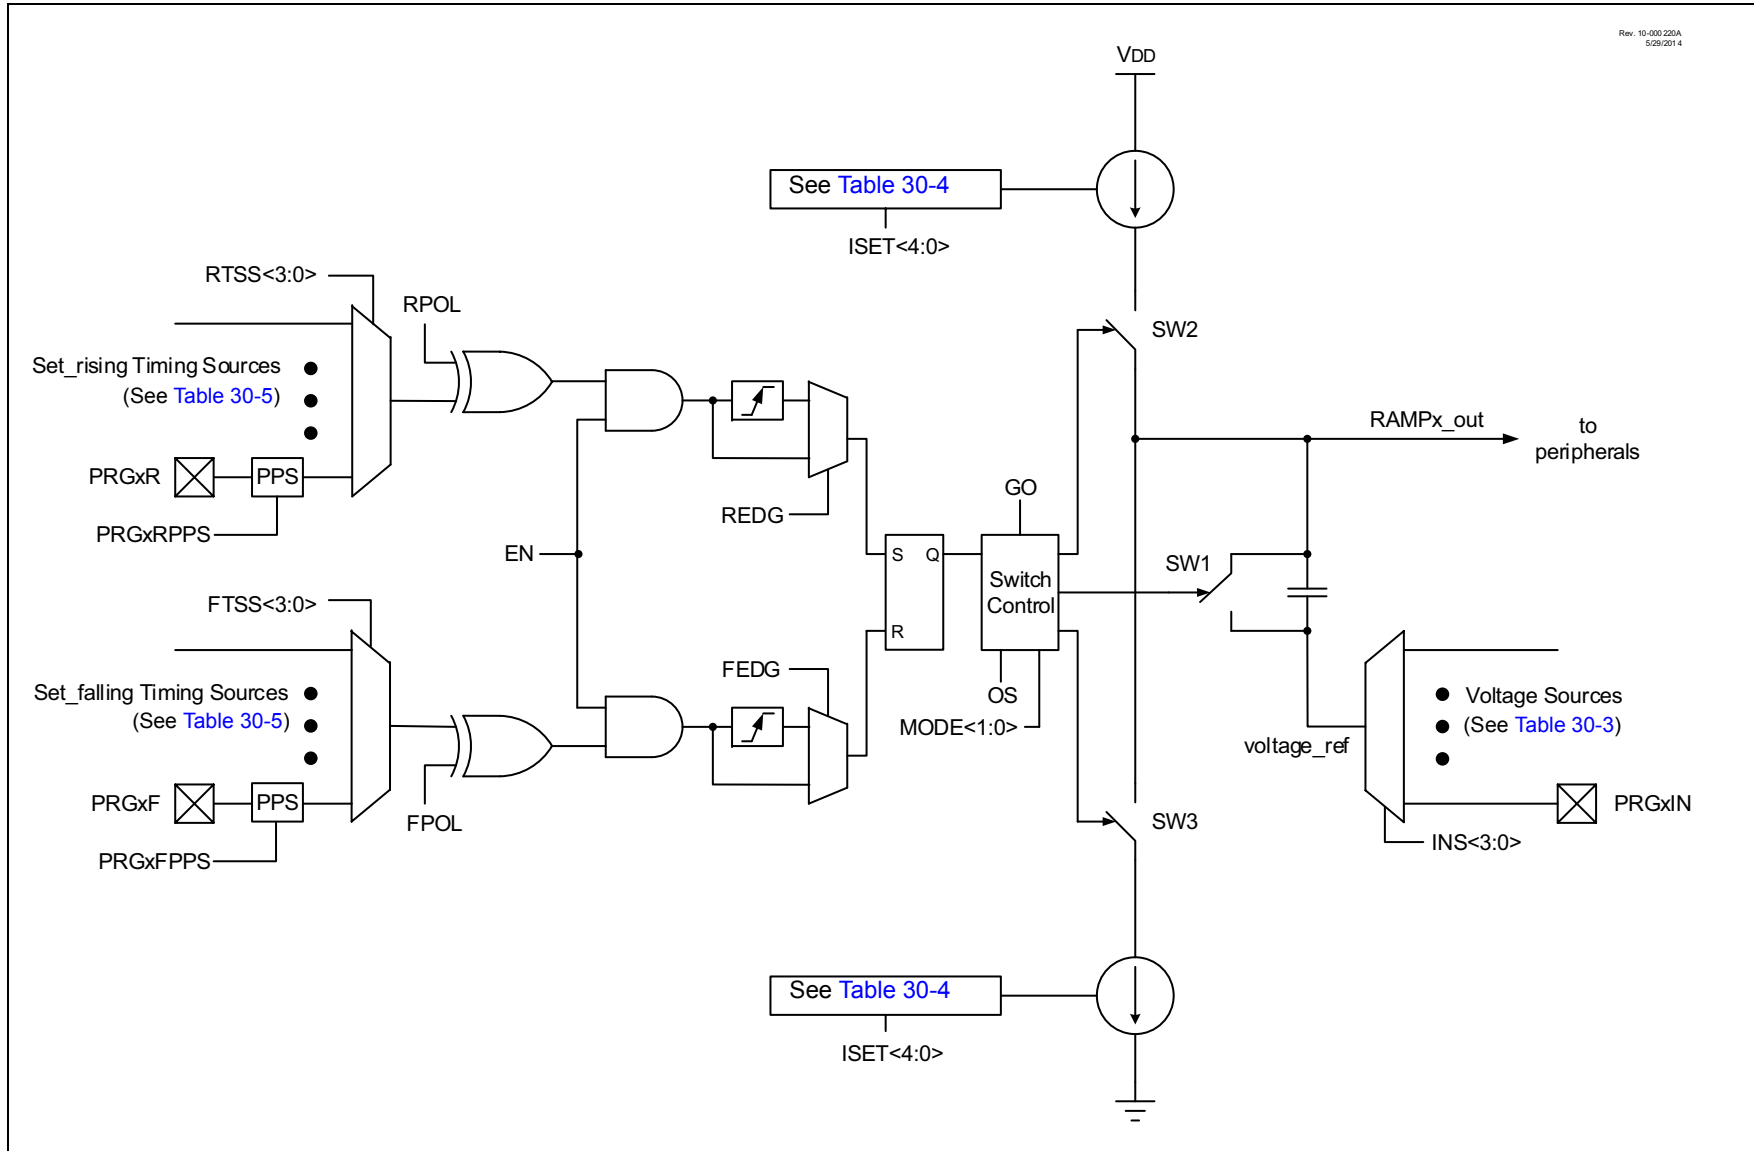 Rev. 10-000 220A
5/29/201 4
VDD
See Table 30-4
ISET<4:0>
RTSS<3:0>
RPOL
SW2
Set_rising Timing Sources
(See Table 30-5)
RAMPx_out
to
peripherals
PRGxR
PPS
PRGxRPPS
REDG
GO
EN
S
Q
Switch
Control
SW1
FTSS<3:0>
R
FEDG
OS
MODE<1:0>
Set_falling Timing Sources
(See Table 30-5)
voltage_ref
Voltage Sources
(See Table 30-3)
PRGxF
PPS
FPOL
SW3
PRGxIN
PRGxFPPS
INS<3:0>
See Table 30-4
ISET<4:0>